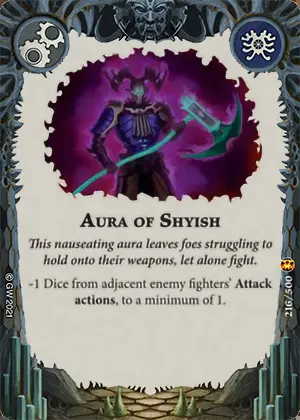 AURA OF SHYISH
This nauseating aura leaves foes struggling to
hold onto their weapons, let alone fight.
-1 Dice from adjacent enemy fighters' Attack
actions, to a minimum of 1.
© GW 2021
216/500